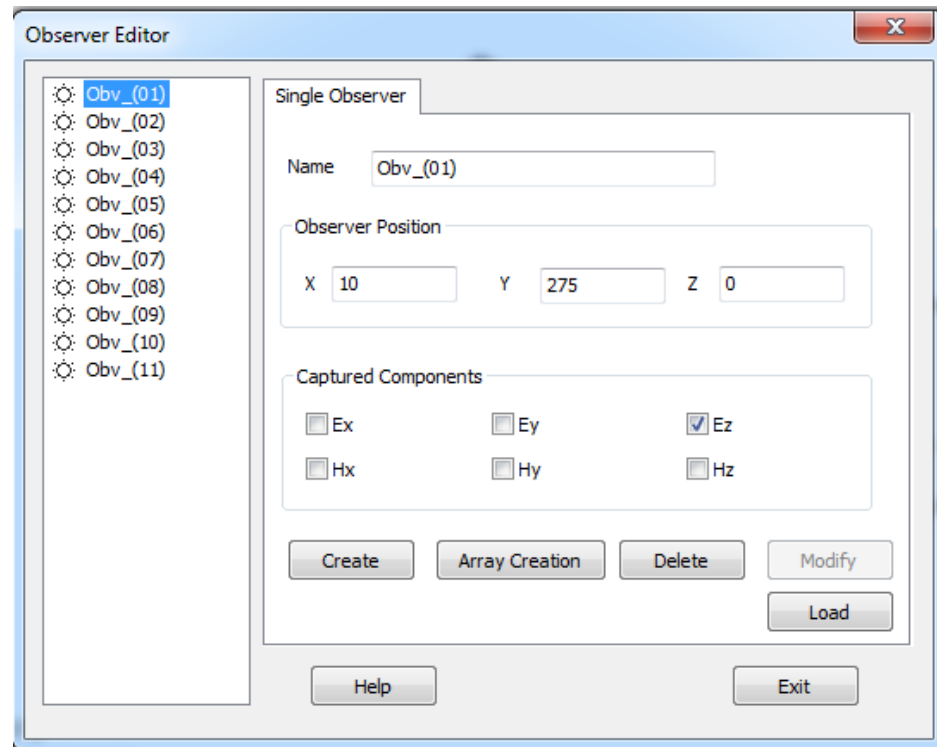 Observer Editor
Obv_(01)
Obv_(02)
Obv_(03)
Obv_(04)
Obv_(05)
Obv_(06)
Obv_(07)
Obv_(08)
Obv_(09)
Obv_(10)
Obv_(11)
Single Observer
Name Obv_(01)
Observer Position
X 10 Y 275 Z 0
Captured Components
Ex Ey Ez
Hx Hy Hz
Create Array Creation Delete Modify
Load
Help Exit